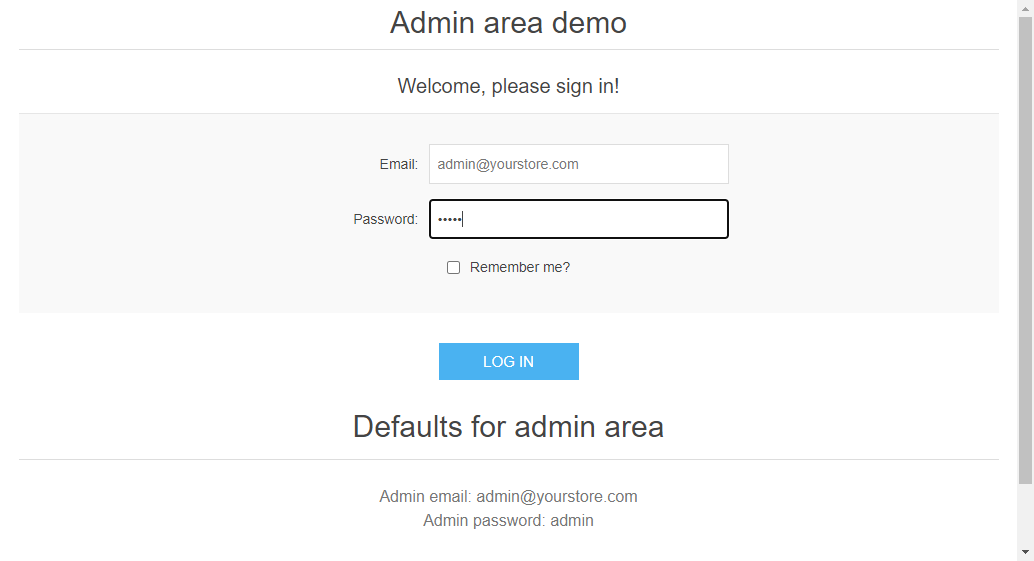 Admin area demo
Welcome, please sign in!
Email: admin@yourstore.com
Password: •••••
Remember me?
LOG IN
Defaults for admin area
Admin email: admin@yourstore.com
Admin password: admin